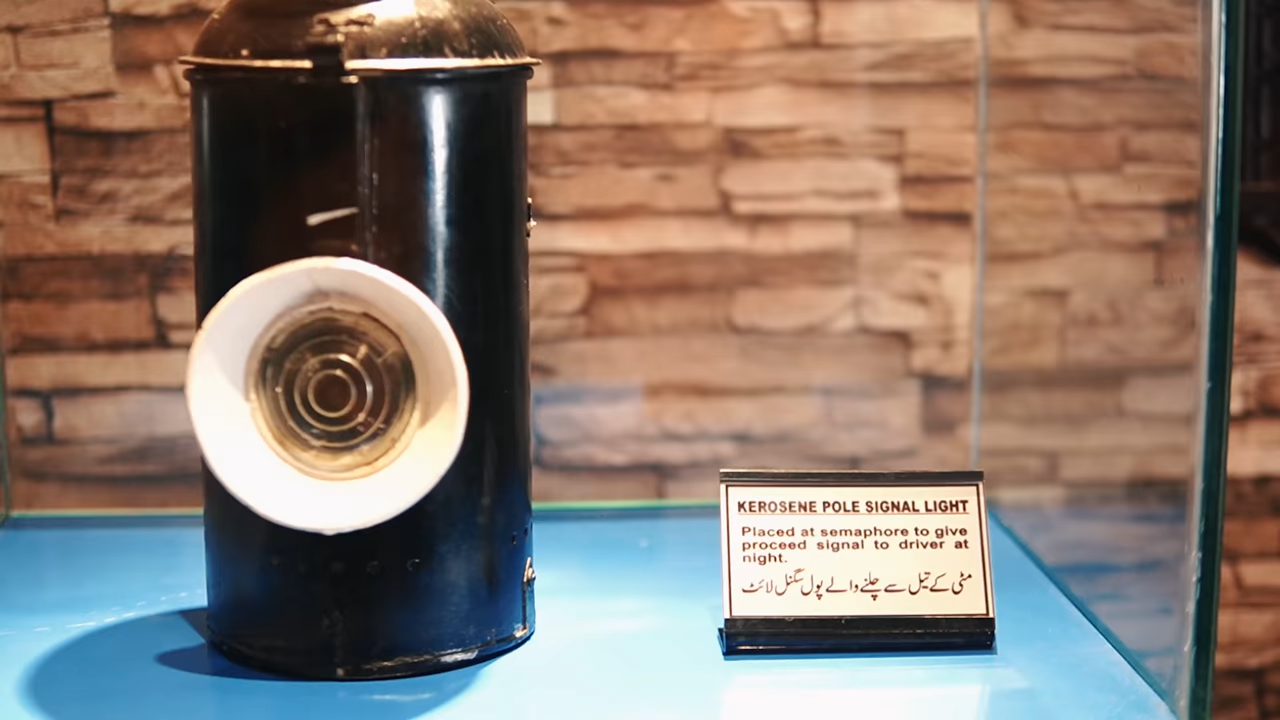 KEROSENE POLE SIGNAL LIGHT
Placed at semaphore to give
proceed signal to driver at
night.
مٹی کے تیل سے جلنے والے پول سگنل لائٹ